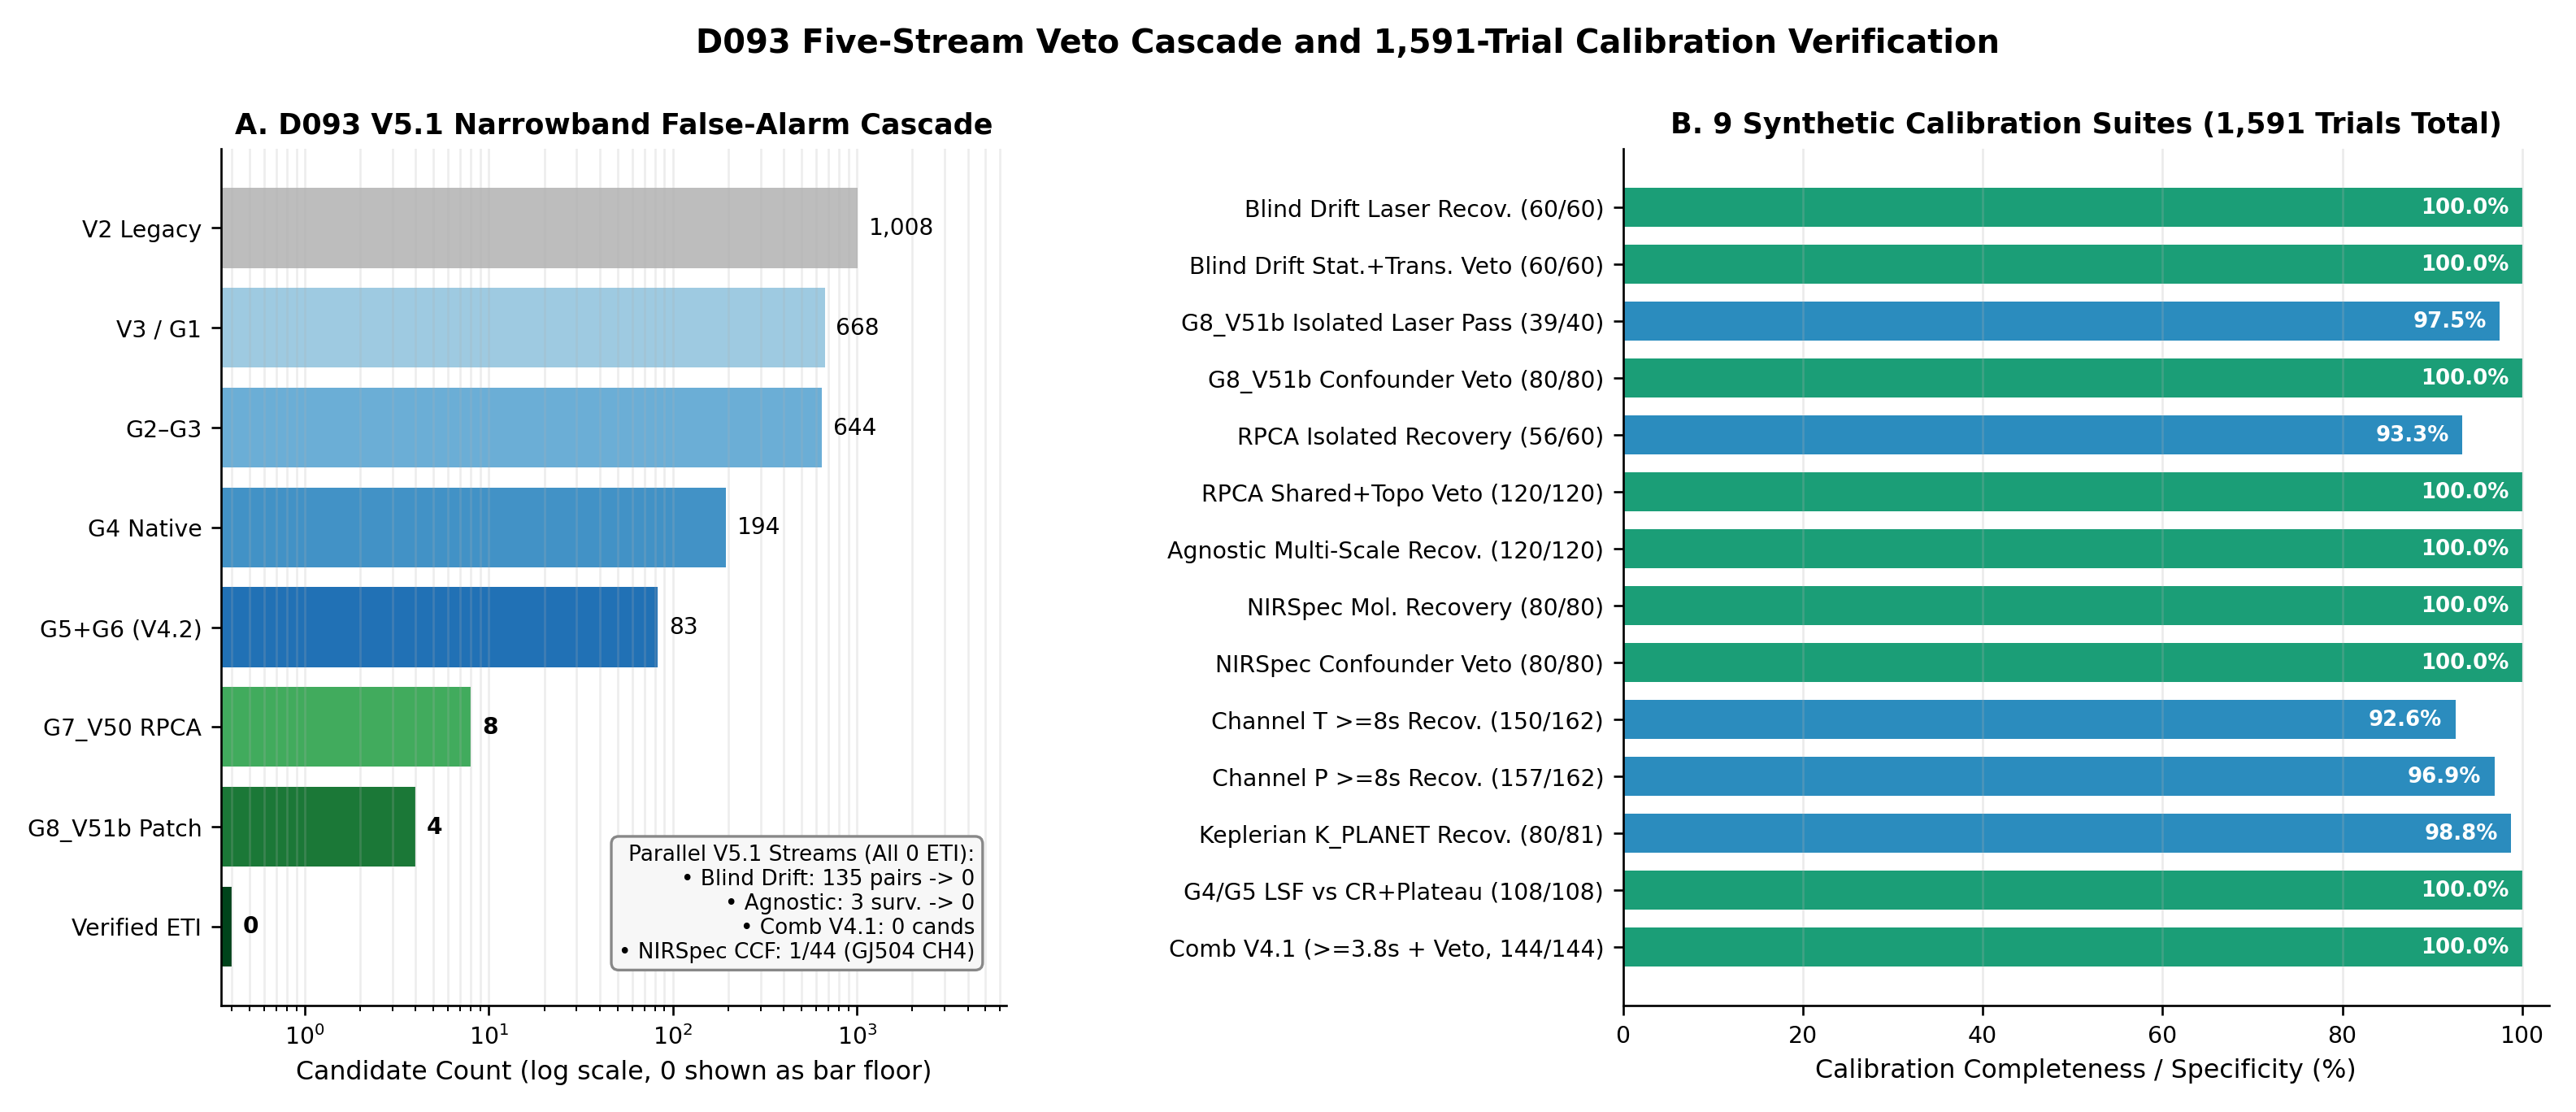 D093 Five-Stream Veto Cascade and 1,591-Trial Calibration Verification
A. D093 V5.1 Narrowband False-Alarm Cascade
V2 Legacy
1,008
V3 / G1
668
G2–G3
644
G4 Native
194
G5+G6 (V4.2)
83
G7_V50 RPCA
8
G8_V51b Patch
4
Verified ETI
0
Parallel V5.1 Streams (All 0 ETI):
• Blind Drift: 135 pairs -> 0
• Agnostic: 3 surv. -> 0
• Comb V4.1: 0 cands
• NIRSpec CCF: 1/44 (GJ504 CH4)
10⁰ 10¹ 10² 10³
Candidate Count (log scale, 0 shown as bar floor)
B. 9 Synthetic Calibration Suites (1,591 Trials Total)
Blind Drift Laser Recov. (60/60) 100.0%
Blind Drift Stat.+Trans. Veto (60/60) 100.0%
G8_V51b Isolated Laser Pass (39/40) 97.5%
G8_V51b Confounder Veto (80/80) 100.0%
RPCA Isolated Recovery (56/60) 93.3%
RPCA Shared+Topo Veto (120/120) 100.0%
Agnostic Multi-Scale Recov. (120/120) 100.0%
NIRSpec Mol. Recovery (80/80) 100.0%
NIRSpec Confounder Veto (80/80) 100.0%
Channel T >=8s Recov. (150/162) 92.6%
Channel P >=8s Recov. (157/162) 96.9%
Keplerian K_PLANET Recov. (80/81) 98.8%
G4/G5 LSF vs CR+Plateau (108/108) 100.0%
Comb V4.1 (>=3.8s + Veto, 144/144) 100.0%
0 20 40 60 80 100
Calibration Completeness / Specificity (%)